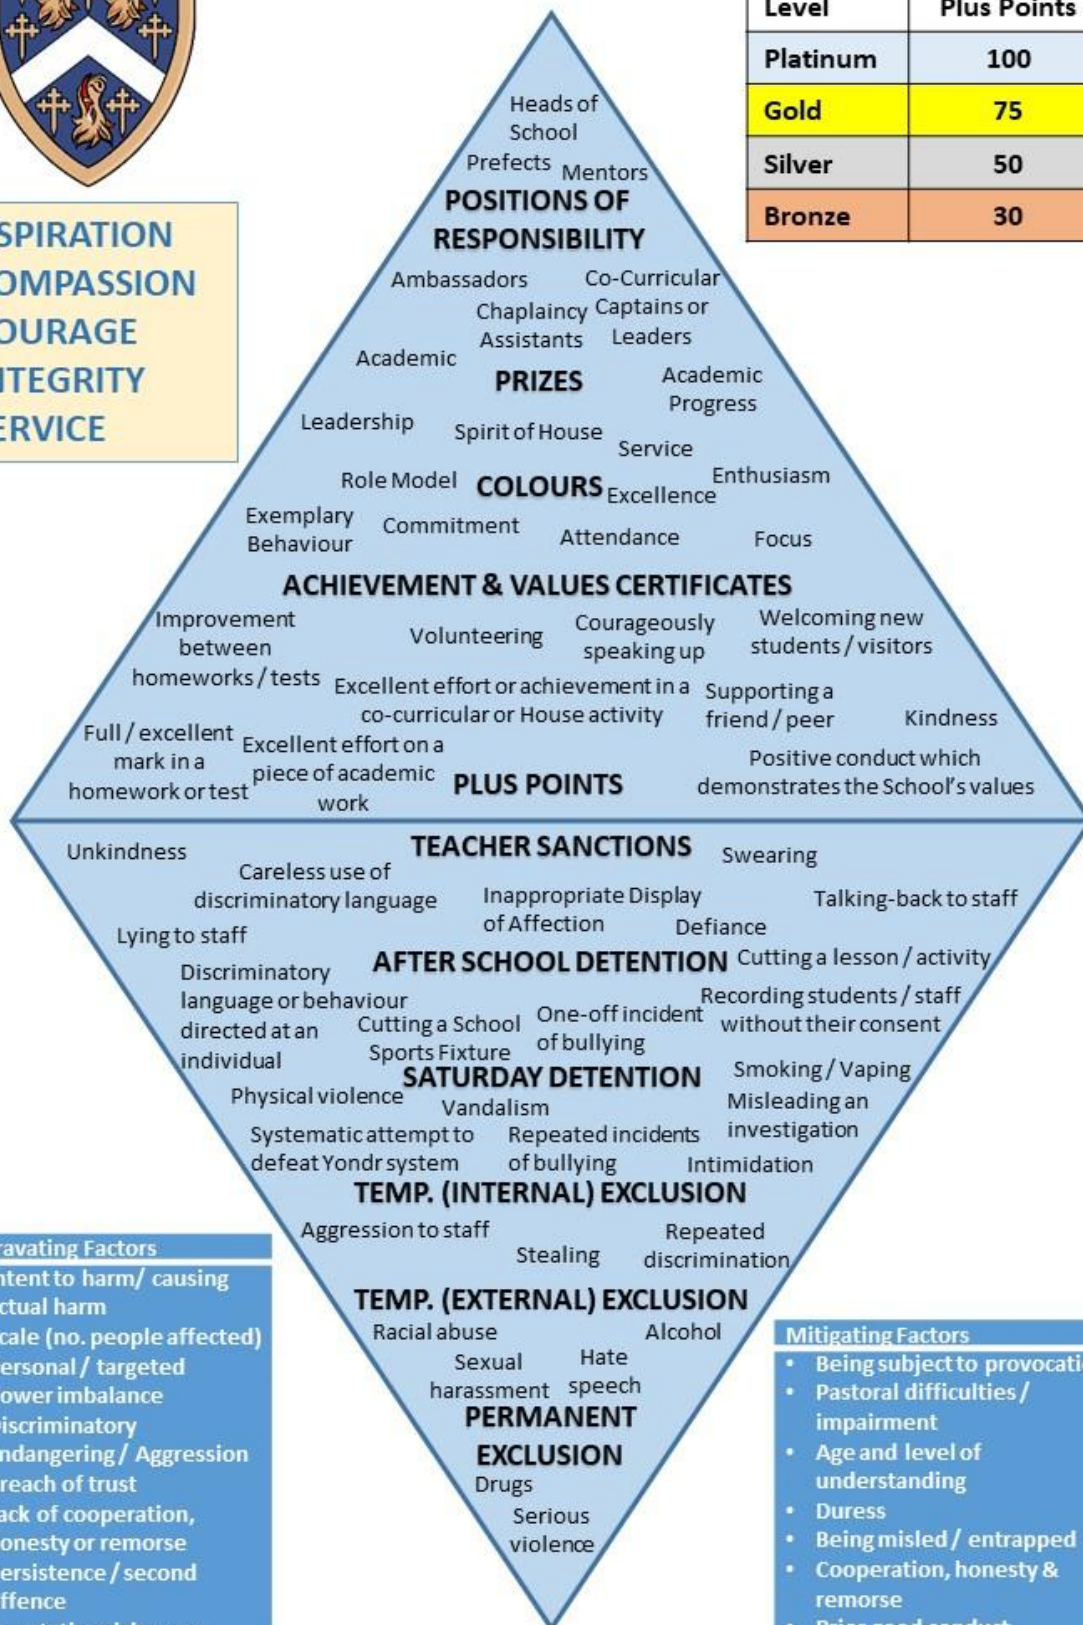 Level Plus Points
Platinum 100
Gold 75
Silver 50
Bronze 30
SPIRATION
OMPASSION
OURAGE
TEGRITY
ERVICE
Heads of
School
Prefects Mentors
POSITIONS OF
RESPONSIBILITY
Ambassadors
Co-Curricular
Captains or
Leaders
Chaplaincy
Assistants
Academic
PRIZES
Academic
Progress
Leadership
Spirit of House
Service
Role Model
COLOURS
Excellence
Enthusiasm
Exemplary
Behaviour
Commitment
Attendance
Focus
ACHIEVEMENT & VALUES CERTIFICATES
Improvement
between
homeworks / tests
Volunteering
Courageously
speaking up
Welcoming new
students / visitors
Excellent effort or achievement in a
co-curricular or House activity
Supporting a
friend / peer
Kindness
Full / excellent
mark in a
homework or test
Excellent effort on a
piece of academic
work
PLUS POINTS
Positive conduct which
demonstrates the School's values
TEACHER SANCTIONS
Unkindness
Swearing
Careless use of
discriminatory language
Inappropriate Display
of Affection
Talking-back to staff
Defiance
Lying to staff
AFTER SCHOOL DETENTION
Cutting a lesson / activity
Discriminatory
language or behaviour
directed at an
individual
Cutting a School
Sports Fixture
One-off incident
of bullying
Recording students / staff
without their consent
SATURDAY DETENTION
Smoking / Vaping
Physical violence
Vandalism
Misleading an
investigation
Systematic attempt to
defeat Yondr system
Repeated incidents
of bullying
Intimidation
TEMP. (INTERNAL) EXCLUSION
Aggression to staff
Stealing
Repeated
discrimination
TEMP. (EXTERNAL) EXCLUSION
Racial abuse
Alcohol
Sexual
harassment
Hate
speech
PERMANENT
EXCLUSION
Drugs
Serious
violence
ravating Factors
ntent to harm/ causing
ctual harm
cale (no. people affected)
ersonal / targeted
ower imbalance
iscriminatory
ndangering / Aggression
reach of trust
ack of cooperation,
onesty or remorse
ersistence / second
ffence
Mitigating Factors
• Being subject to provocati
• Pastoral difficulties /
impairment
• Age and level of
understanding
• Duress
• Being misled / entrapped
• Cooperation, honesty &
remorse
• Prior good conduct